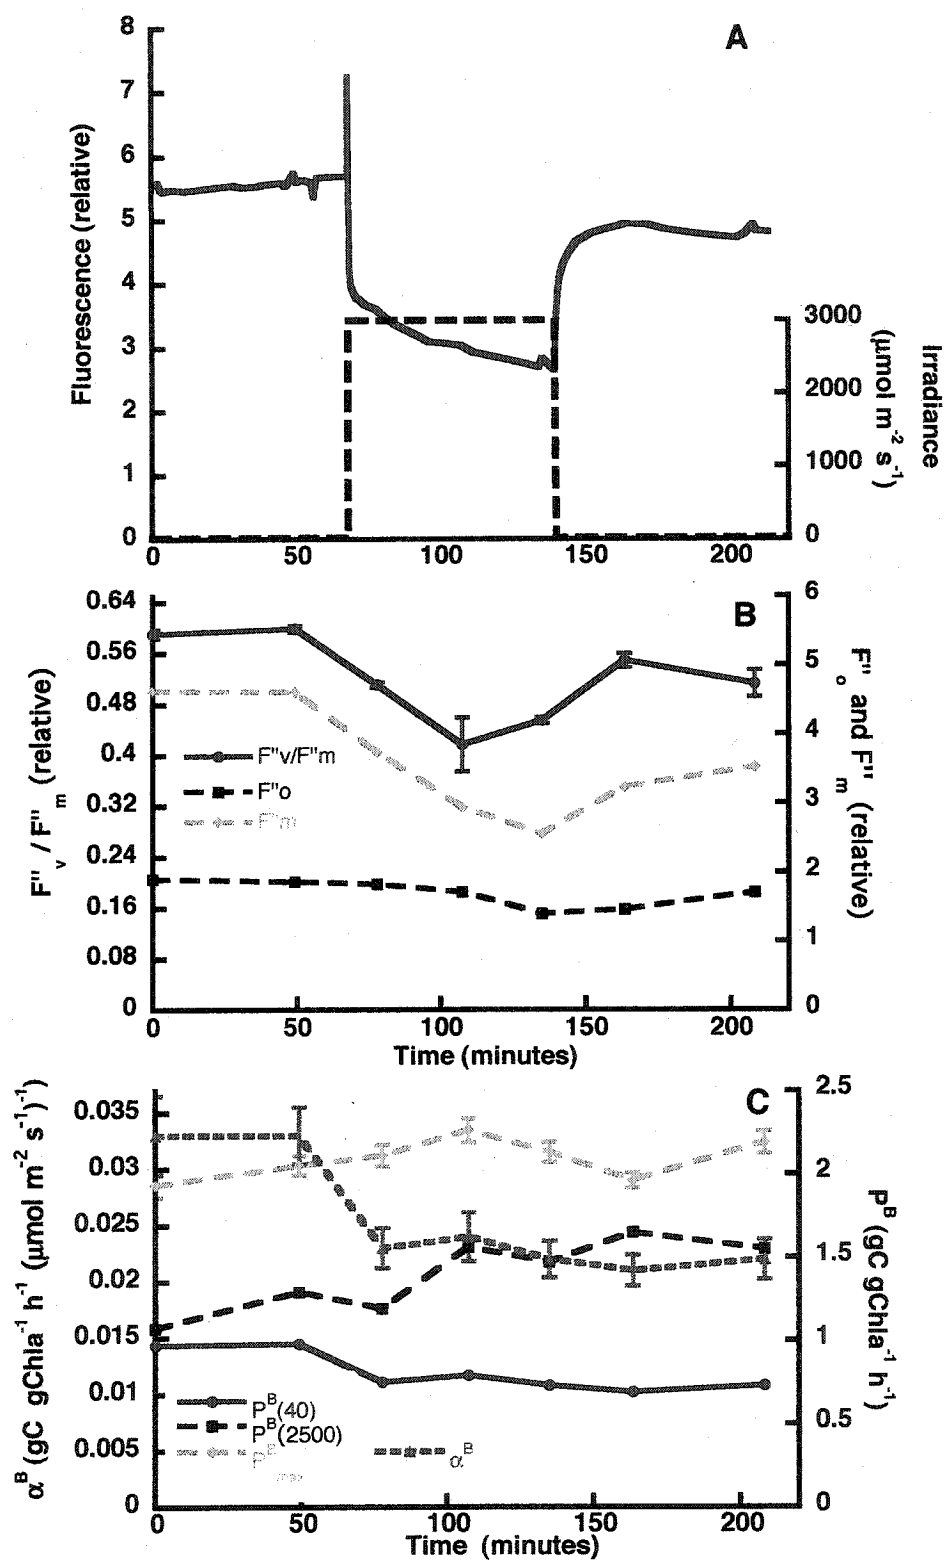 A
8
7
6
5
4
3
2
1
0
Fluorescence (relative)
3000
2000
1000
0
Irradiance
(µmol m⁻² s⁻¹)
0 50 100 150 200
B
0.64
0.56
0.48
0.4
0.32
0.24
0.16
0.08
0
F"v / F"m (relative)
F"v/F"m
F"o
F"m
6
5
4
3
2
1
0
F"o and F"m (relative)
0 50 100 150 200
Time (minutes)
C
0.035
0.03
0.025
0.02
0.015
0.01
0.005
0
αᴮ (gC gChla⁻¹ h⁻¹ (µmol m⁻² s⁻¹)⁻¹)
Pᴮ(40)
Pᴮ(2500)
Pᴮmax
αᴮ
2.5
2
1.5
1
0.5
0
Pᴮ (gC gChla⁻¹ h⁻¹)
0 50 100 150 200
Time (minutes)